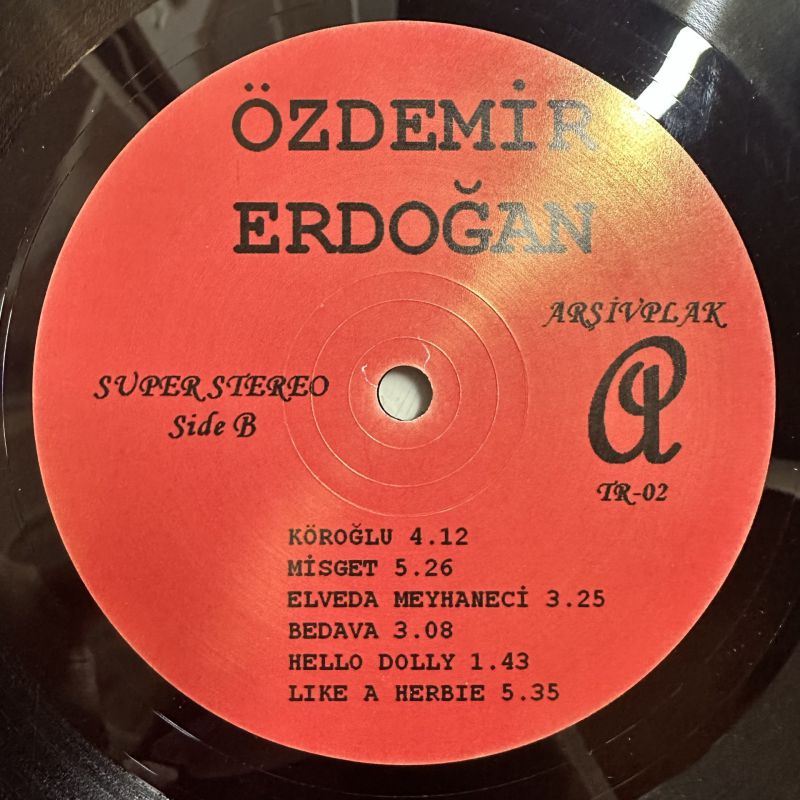 ÖZDEMİR
ERDOĞAN
ARŞİVPLAK
SUPER STEREO
Side B
TR-02
KÖROĞLU 4.12
MİSGET 5.26
ELVEDA MEYHANECİ 3.25
BEDAVA 3.08
HELLO DOLLY 1.43
LIKE A HERBIE 5.35